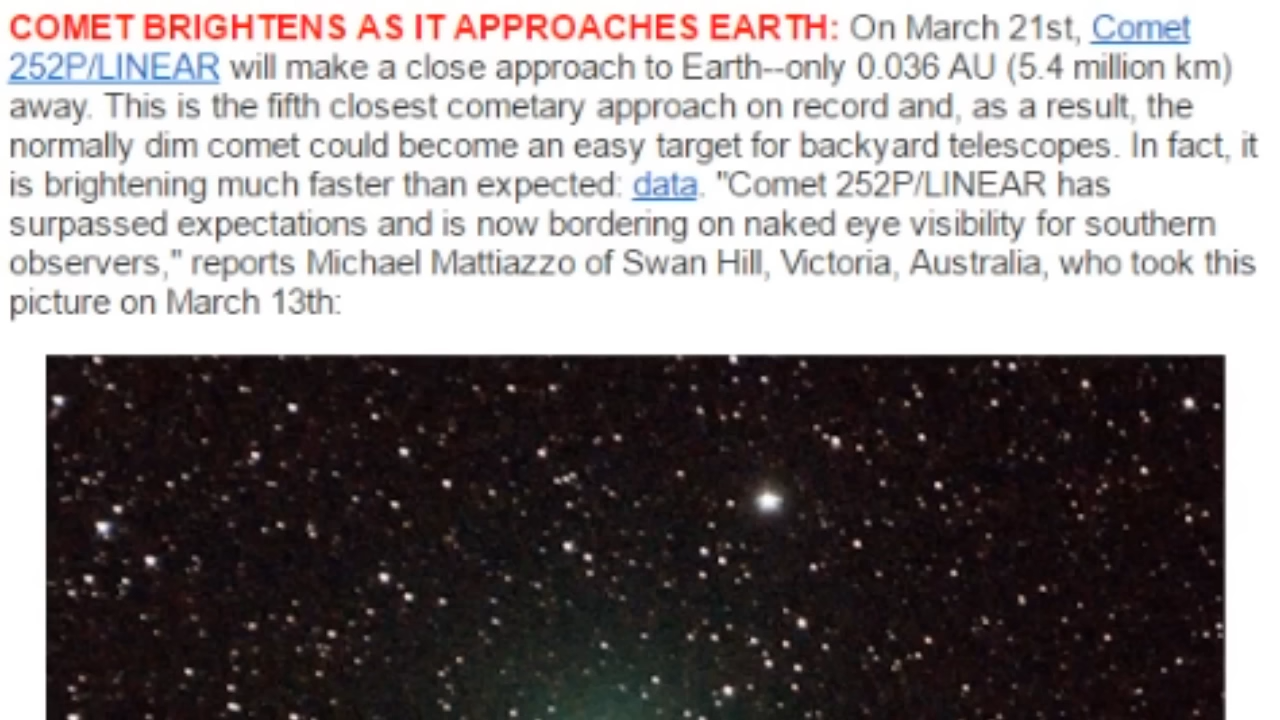 COMET BRIGHTENS AS IT APPROACHES EARTH: On March 21st, Comet
252P/LINEAR will make a close approach to Earth--only 0.036 AU (5.4 million km)
away. This is the fifth closest cometary approach on record and, as a result, the
normally dim comet could become an easy target for backyard telescopes. In fact, it
is brightening much faster than expected: data. "Comet 252P/LINEAR has
surpassed expectations and is now bordering on naked eye visibility for southern
observers," reports Michael Mattiazzo of Swan Hill, Victoria, Australia, who took this
picture on March 13th: